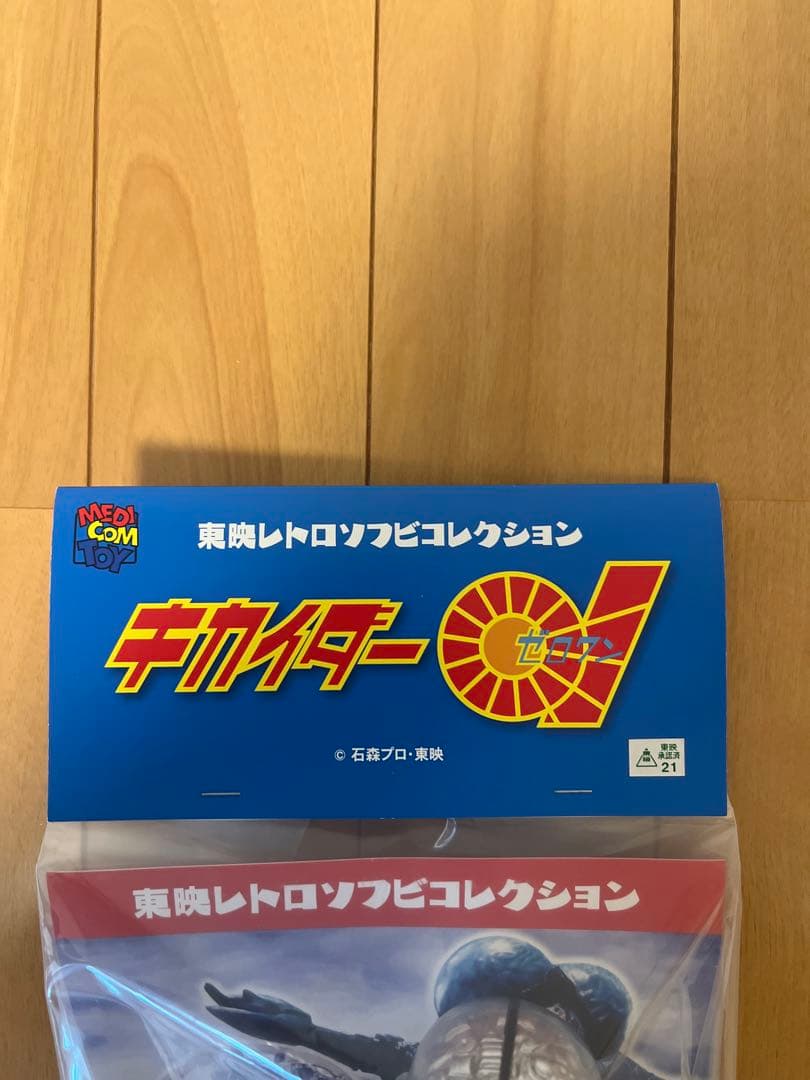 MEDI
COM
TOY
東映レトロソフビコレクション
キカイダー01
ゼロワン
© 石森プロ・東映
東映
承認済
21
東映レトロソフビコレクション